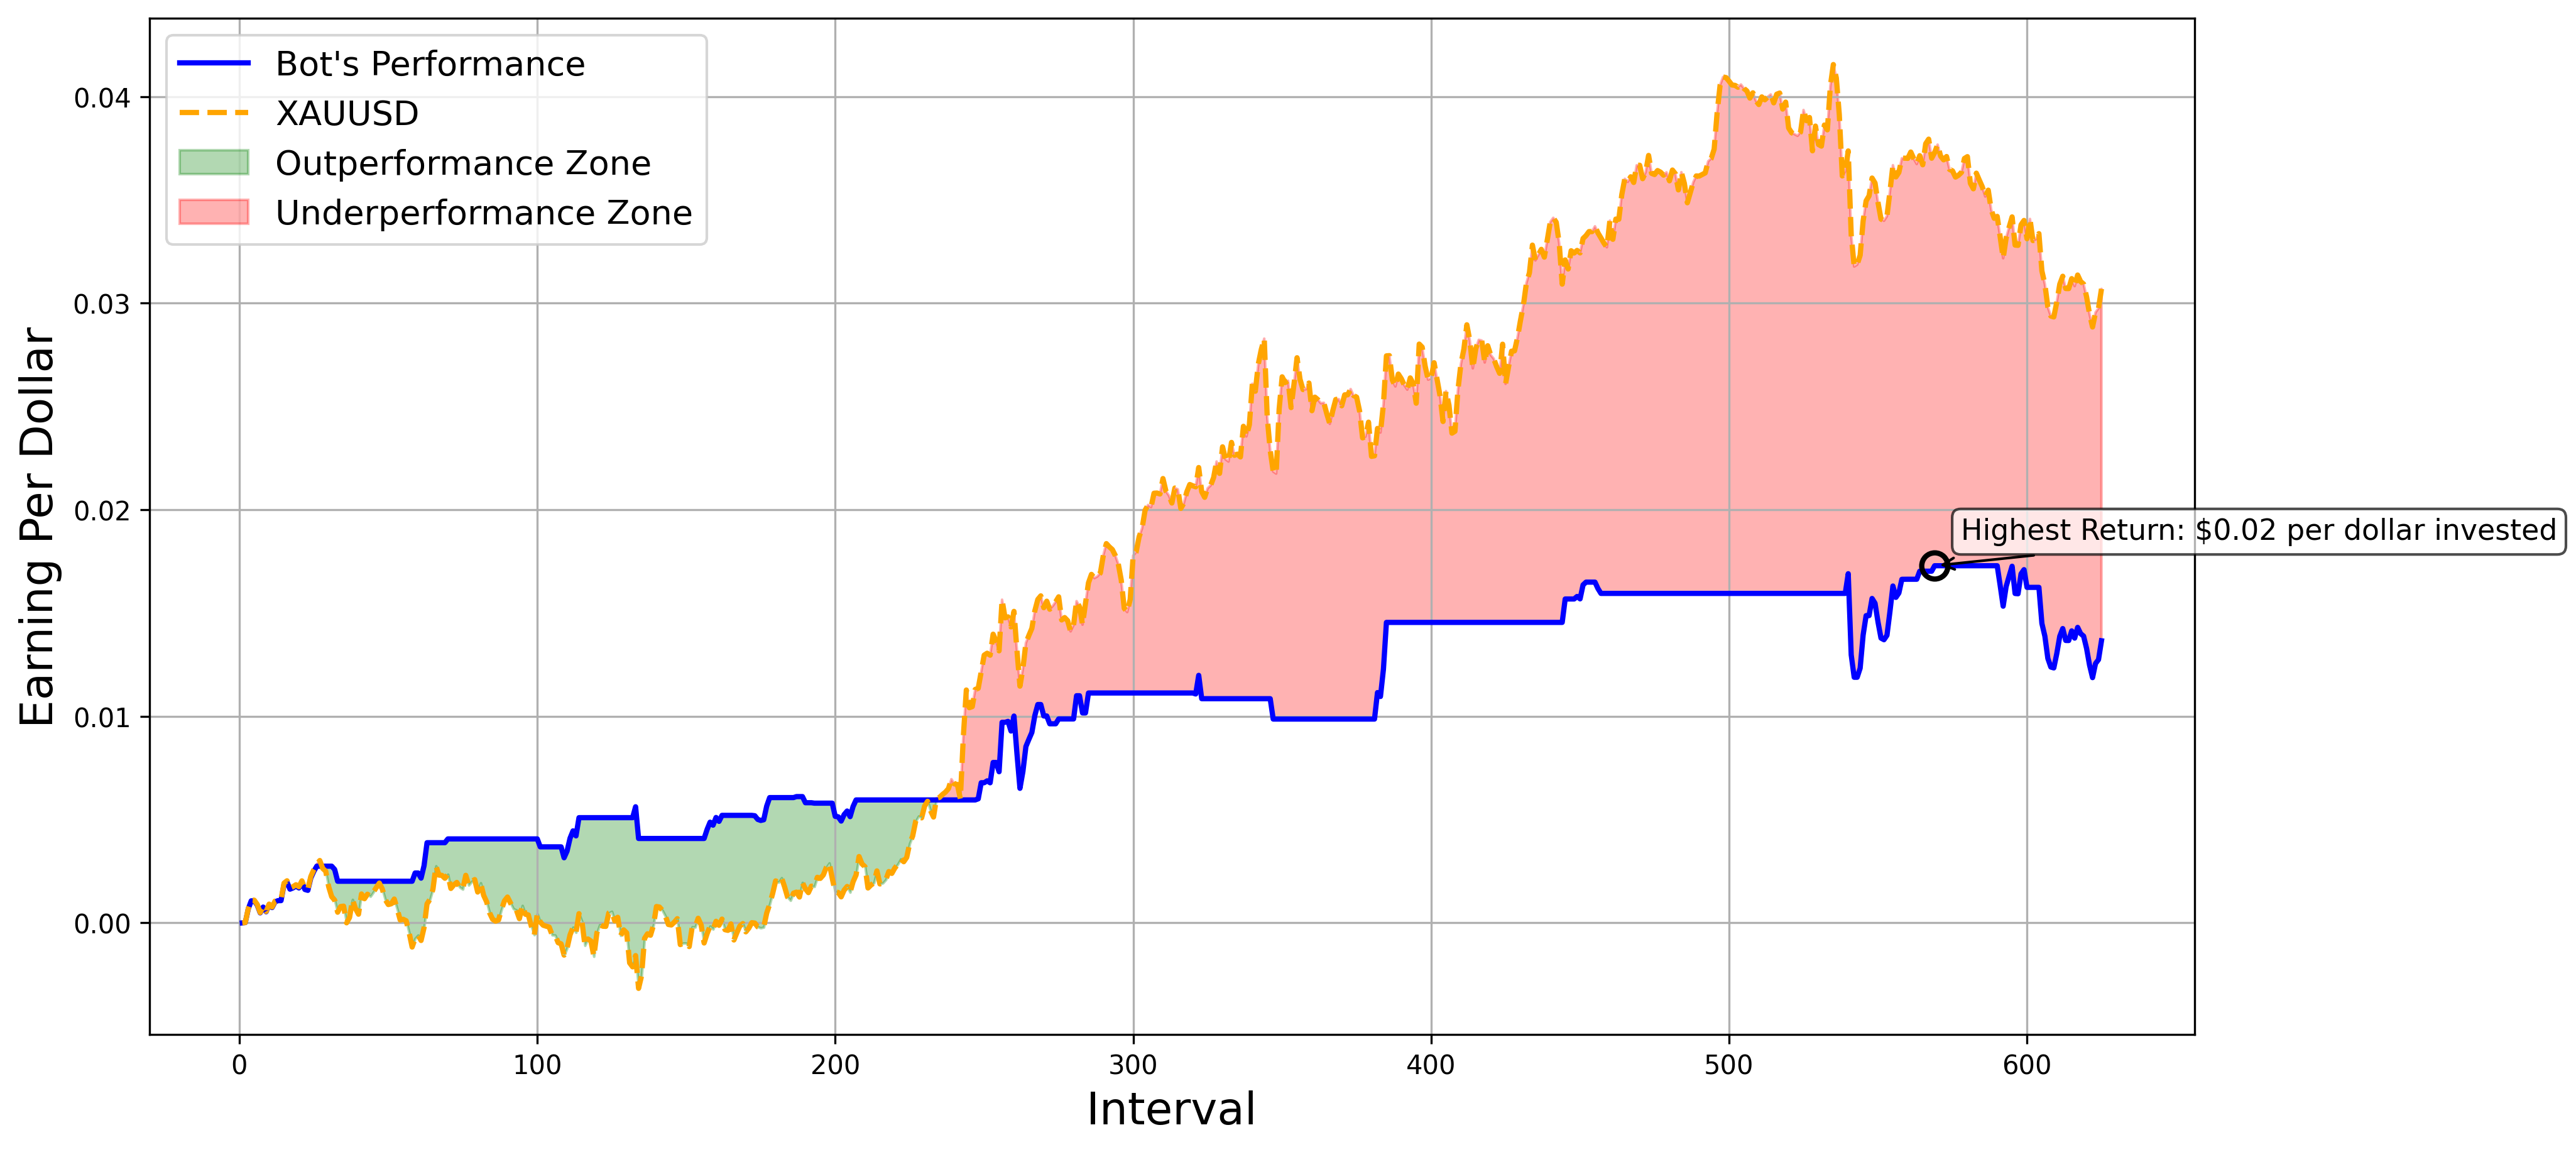 Bot's Performance
XAUUSD
Outperformance Zone
Underperformance Zone
Highest Return: $0.02 per dollar invested
Earning Per Dollar
0.04
0.03
0.02
0.01
0.00
0 100 200 300 400 500 600
Interval